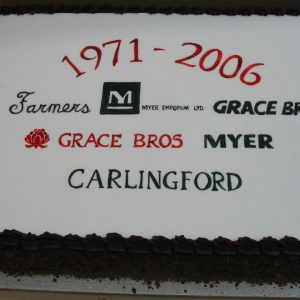 1971 - 2006
Farmers M MYER EMPORIUM LTD. GRACE BR
GRACE BROS MYER
CARLINGFORD